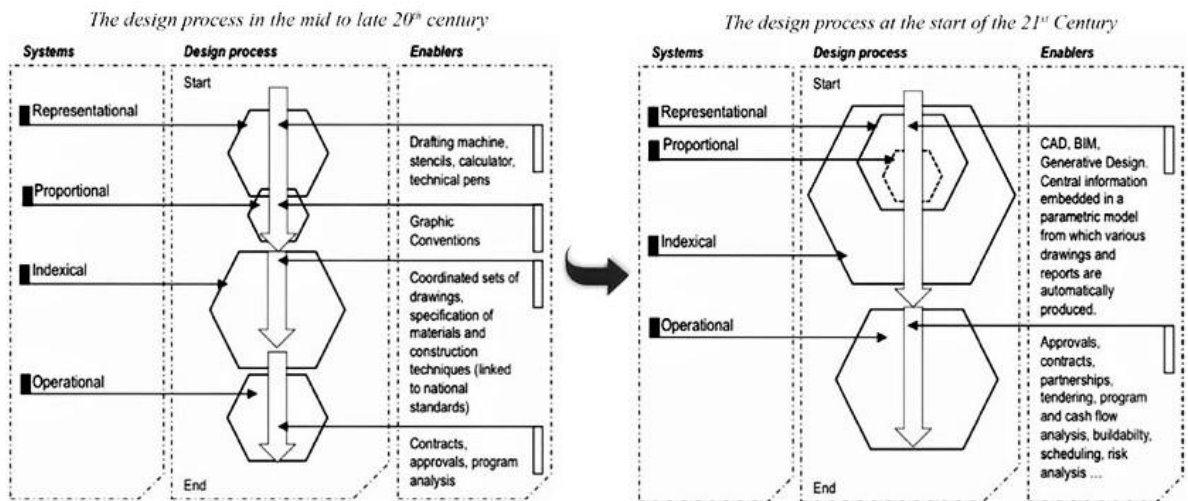 The design process in the mid to late 20th century
Systems
Design process
Enablers
Start
Representational
Drafting machine,
stencils, calculator,
technical pens
Proportional
Graphic
Conventions
Indexical
Coordinated sets of
drawings,
specification of
materials and
construction
techniques (linked
to national
standards)
Operational
Contracts,
approvals, program
analysis
End
The design process at the start of the 21st Century
Systems
Design process
Enablers
Start
Representational
Proportional
CAD, BIM,
Generative Design.
Central information
embedded in a
parametric model
from which various
drawings and
reports are
automatically
produced.
Indexical
Operational
Approvals,
contracts,
partnerships,
tendering, program
and cash flow
analysis, buildabilty,
scheduling, risk
analysis ...
End